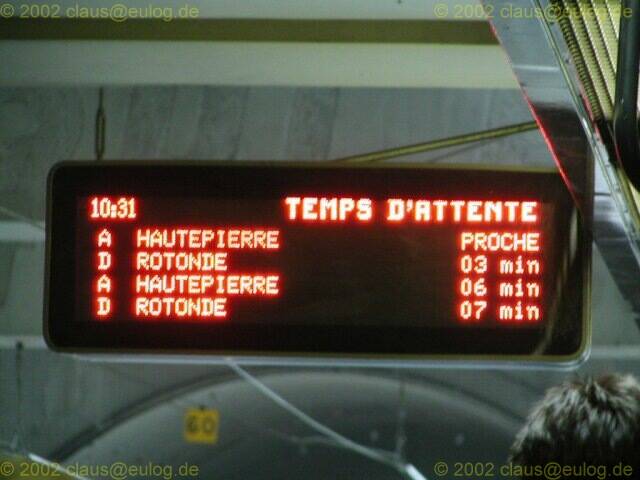 © 2002 claus@eulog.de © 2002 claus@eulog.de
10:31 TEMPS D'ATTENTE
A HAUTEPIERRE PROCHE
D ROTONDE 03 min
A HAUTEPIERRE 06 min
D ROTONDE 07 min
60
© 2002 claus@eulog.de © 2002 claus@eulog.de